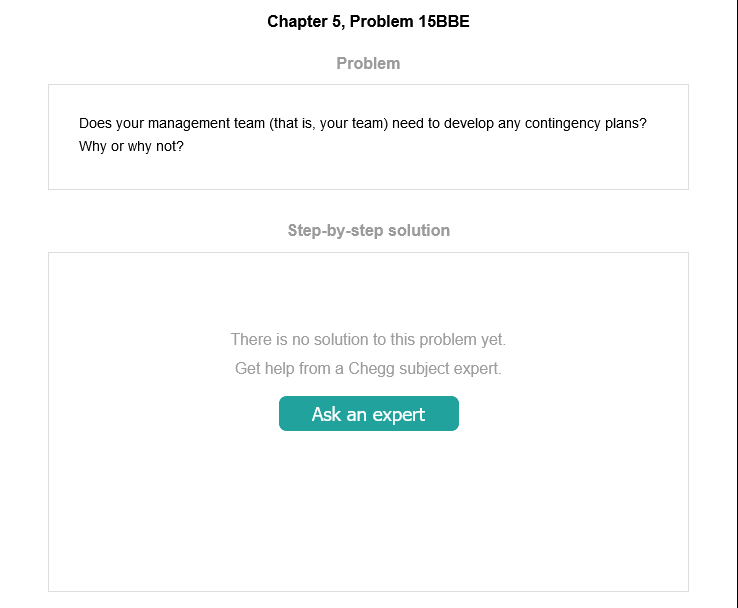 Chapter 5, Problem 15BBE
Problem
Does your management team (that is, your team) need to develop any contingency plans?
Why or why not?
Step-by-step solution
There is no solution to this problem yet.
Get help from a Chegg subject expert.
Ask an expert